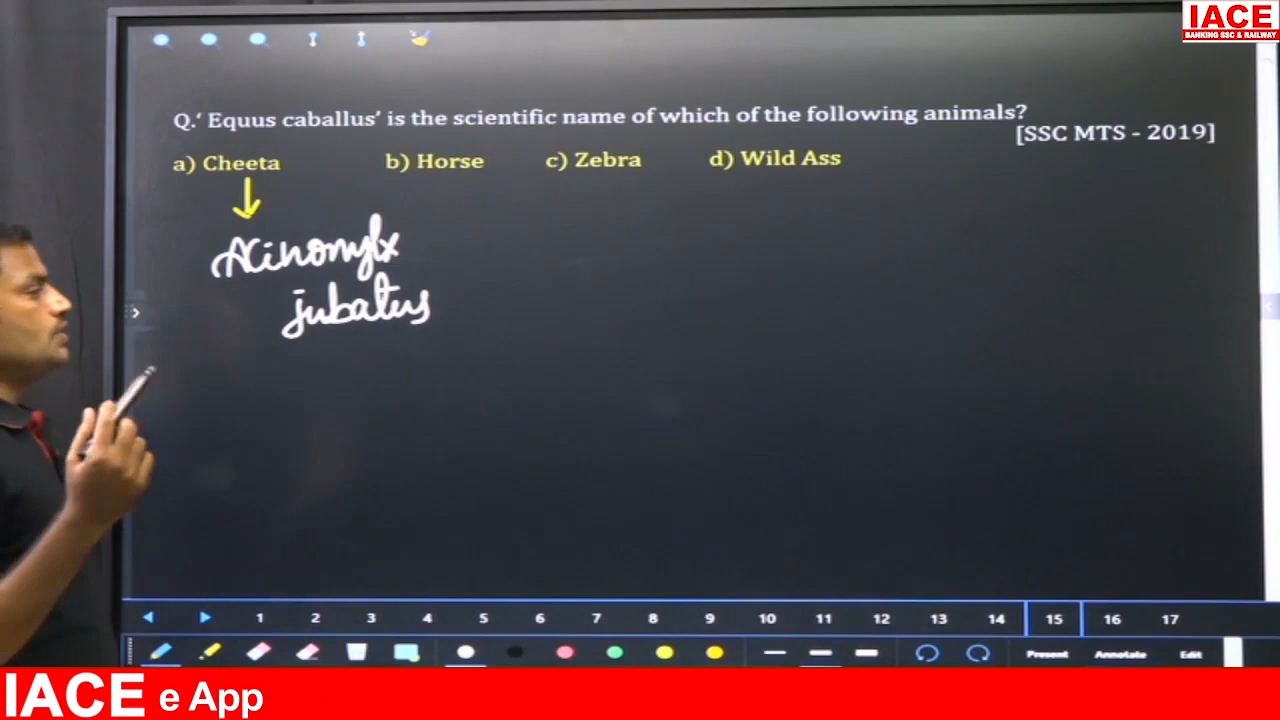 IACE
BANKING SSC & RAILWAY
Q.‘ Equus caballus’ is the scientific name of which of the following animals?
[SSC MTS - 2019]
a) Cheeta b) Horse c) Zebra d) Wild Ass
Acinonyx
jubatus
1 2 3 4 5 6 7 8 9 10 11 12 13 14 15 16 17
Present Annotate Edit
IACE e App